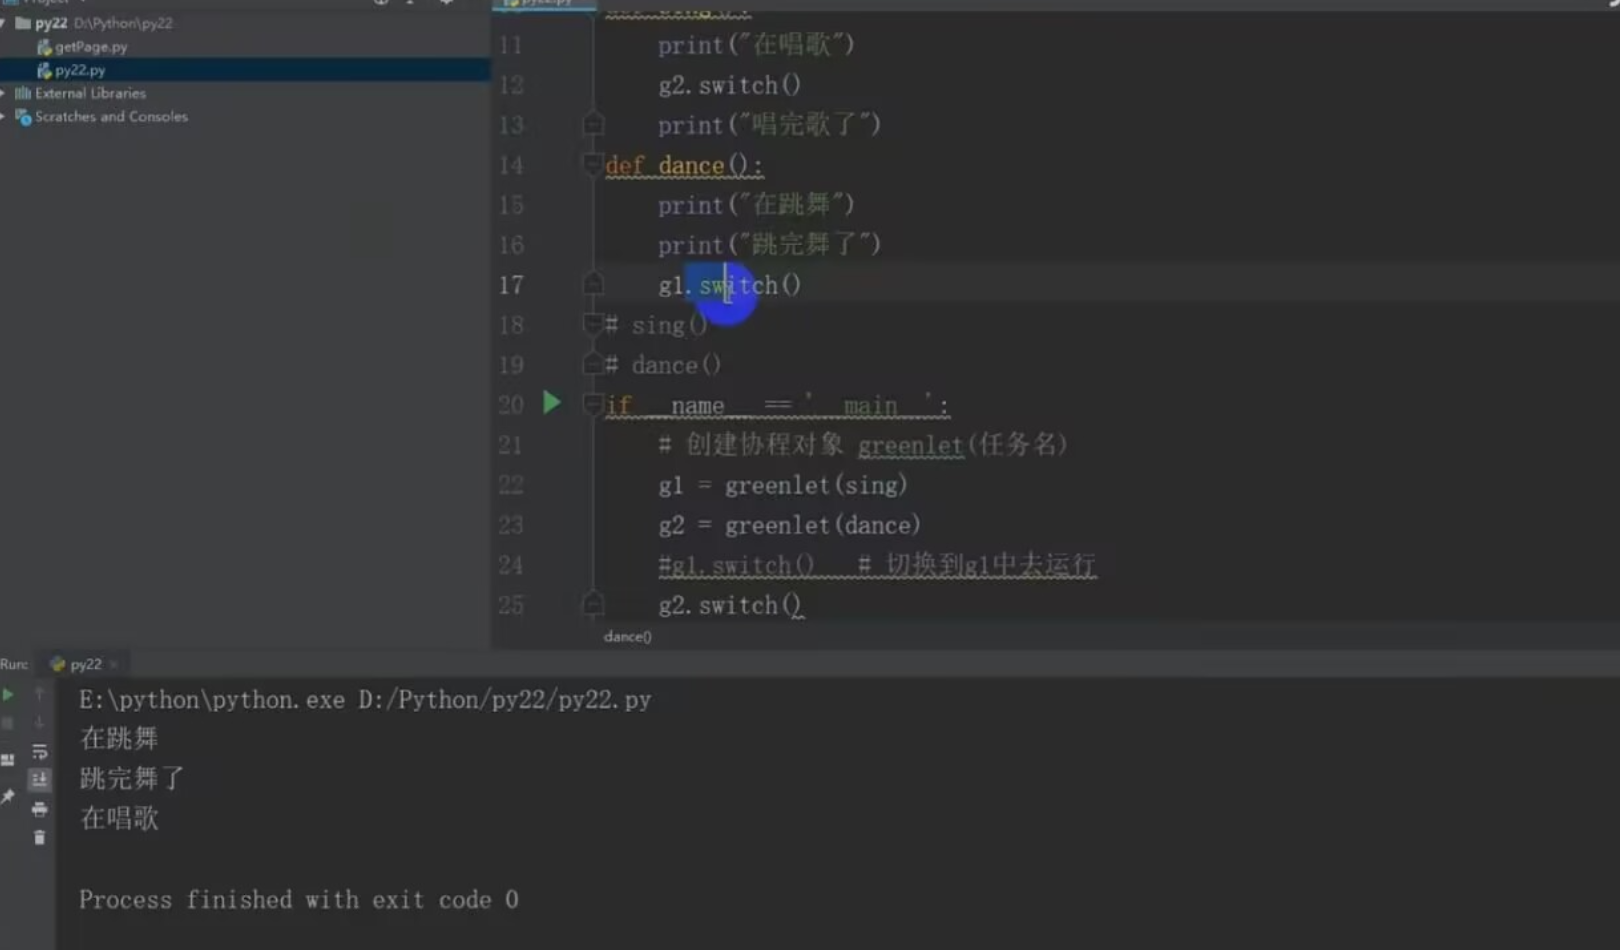 py22 D:\Python\py22
getPage.py
py22.py
External Libraries
Scratches and Consoles
11 print("在唱歌")
12 g2.switch()
13 print("唱完歌了")
14 def dance():
15 print("在跳舞")
16 print("跳完舞了")
17 g1.switch()
18 # sing()
19 # dance()
20 if __name__ == '__main__':
21 # 创建协程对象 greenlet(任务名)
22 g1 = greenlet(sing)
23 g2 = greenlet(dance)
24 #g1.switch() # 切换到g1中去运行
25 g2.switch()
dance()
Run: py22
E:\python\python.exe D:/Python/py22/py22.py
在跳舞
跳完舞了
在唱歌
Process finished with exit code 0